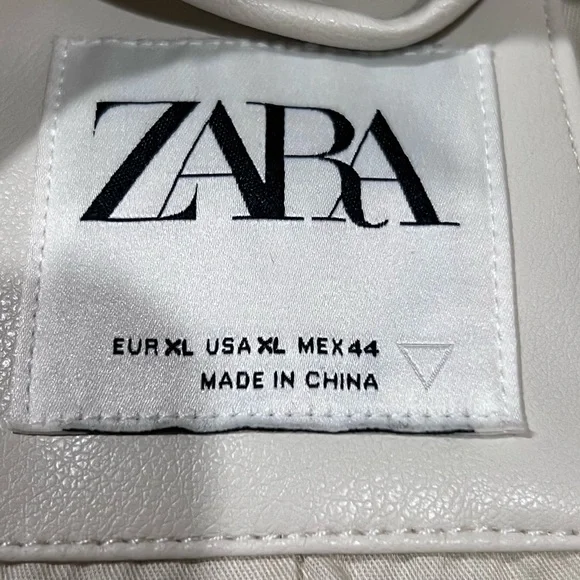 ZARA
EUR XL USA XL MEX 44
MADE IN CHINA